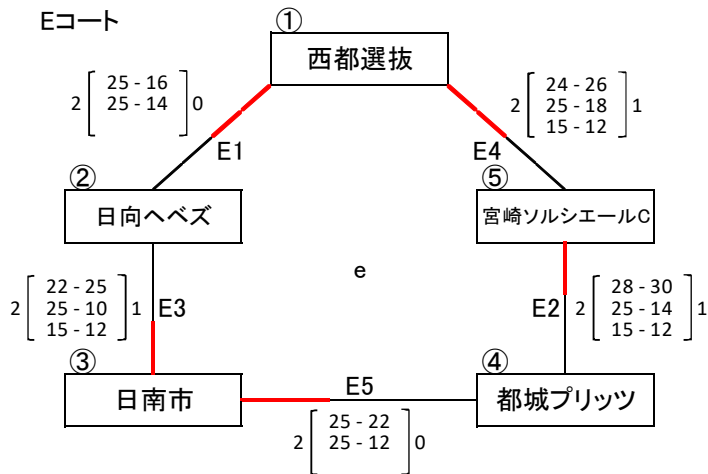 Eコート
①
西都選抜
25 - 16
2 25 - 14 0
24 - 26
2 25 - 18 1
15 - 12
E1
E4
②
日向ヘベズ
⑤
宮崎ソルシエールC
e
22 - 25
2 25 - 10 1
15 - 12
E3
E2
28 - 30
2 25 - 14 1
15 - 12
③
日南市
④
都城プリッツ
E5
25 - 22
2 25 - 12 0